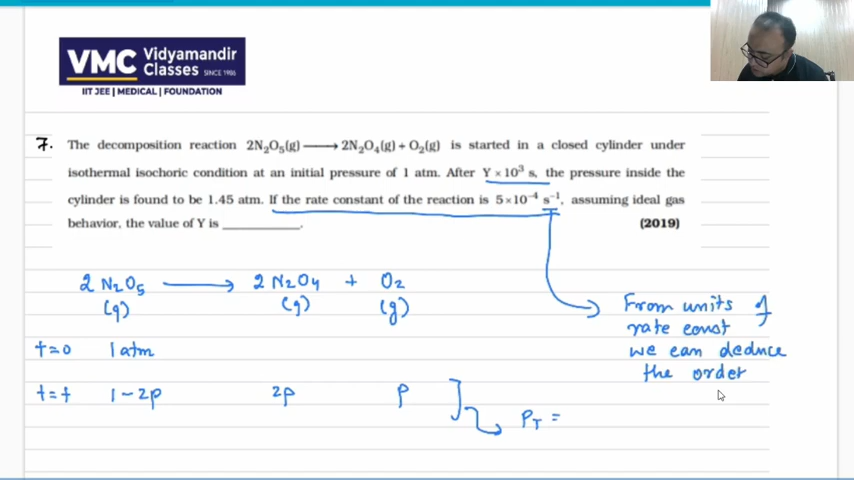 VMC Vidyamandir Classes SINCE 1986
IIT JEE | MEDICAL | FOUNDATION
7. The decomposition reaction 2N₂O₅(g) ⟶ 2N₂O₄(g) + O₂(g) is started in a closed cylinder under
isothermal isochoric condition at an initial pressure of 1 atm. After Y × 10³ s, the pressure inside the
cylinder is found to be 1.45 atm. If the rate constant of the reaction is 5×10⁻⁴ s⁻¹, assuming ideal gas
behavior, the value of Y is __________. (2019)
2 N₂O₅ ⟶ 2 N₂O₄ + O₂
(g) (g) (g)
t=0 1 atm
t=t 1-2p 2p p
P_T =
From units of
rate const
we can deduce
the order